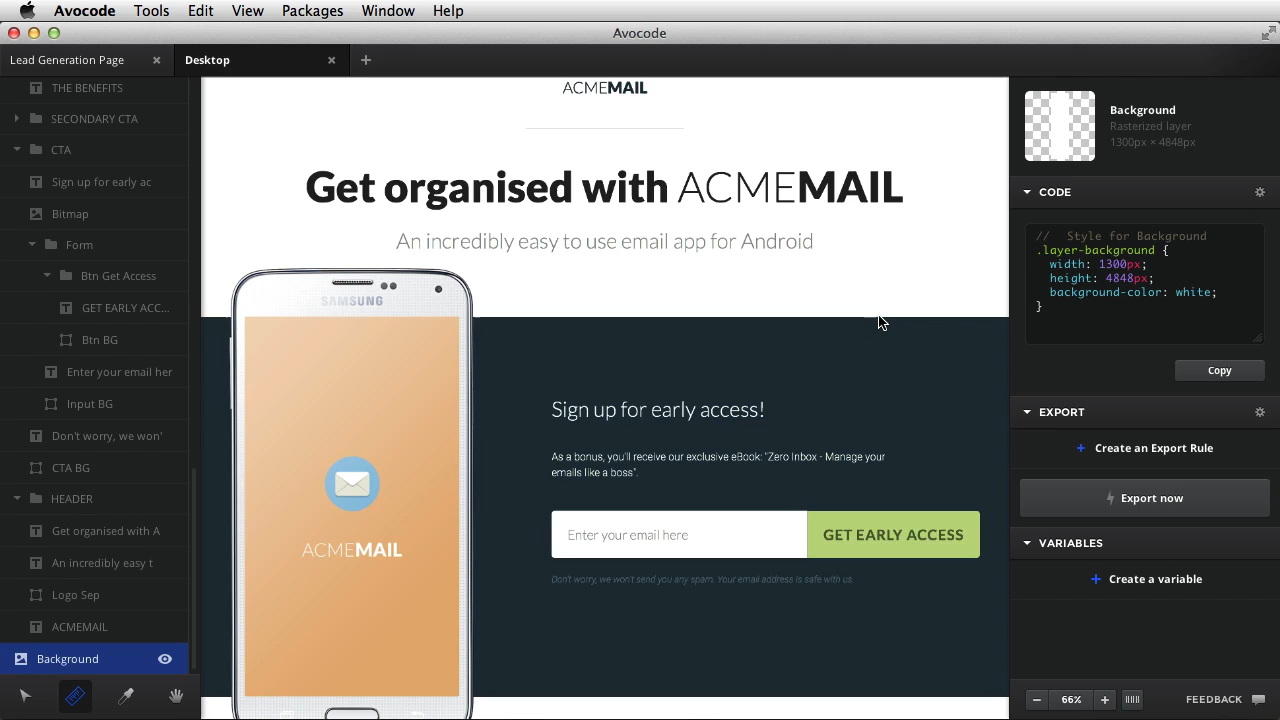 Avocode Tools Edit View Packages Window Help
Avocode
Lead Generation Page
Desktop
THE BENEFITS
SECONDARY CTA
CTA
Sign up for early ac
Bitmap
Form
Btn Get Access
GET EARLY ACC...
Btn BG
Enter your email her
Input BG
Don't worry, we won'
CTA BG
HEADER
Get organised with A
An incredibly easy t
Logo Sep
ACMEMAIL
Background
ACMEMAIL
Get organised with ACMEMAIL
An incredibly easy to use email app for Android
SAMSUNG
ACMEMAIL
Sign up for early access!
As a bonus, you'll receive our exclusive eBook: "Zero Inbox - Manage your
emails like a boss".
Enter your email here
GET EARLY ACCESS
Don't worry, we won't send you any spam. Your email address is safe with us.
Background
Rasterized layer
1300px × 4848px
CODE
// Style for Background
.layer-background {
width: 1300px;
height: 4848px;
background-color: white;
}
Copy
EXPORT
+ Create an Export Rule
Export now
VARIABLES
+ Create a variable
− 66% +
FEEDBACK